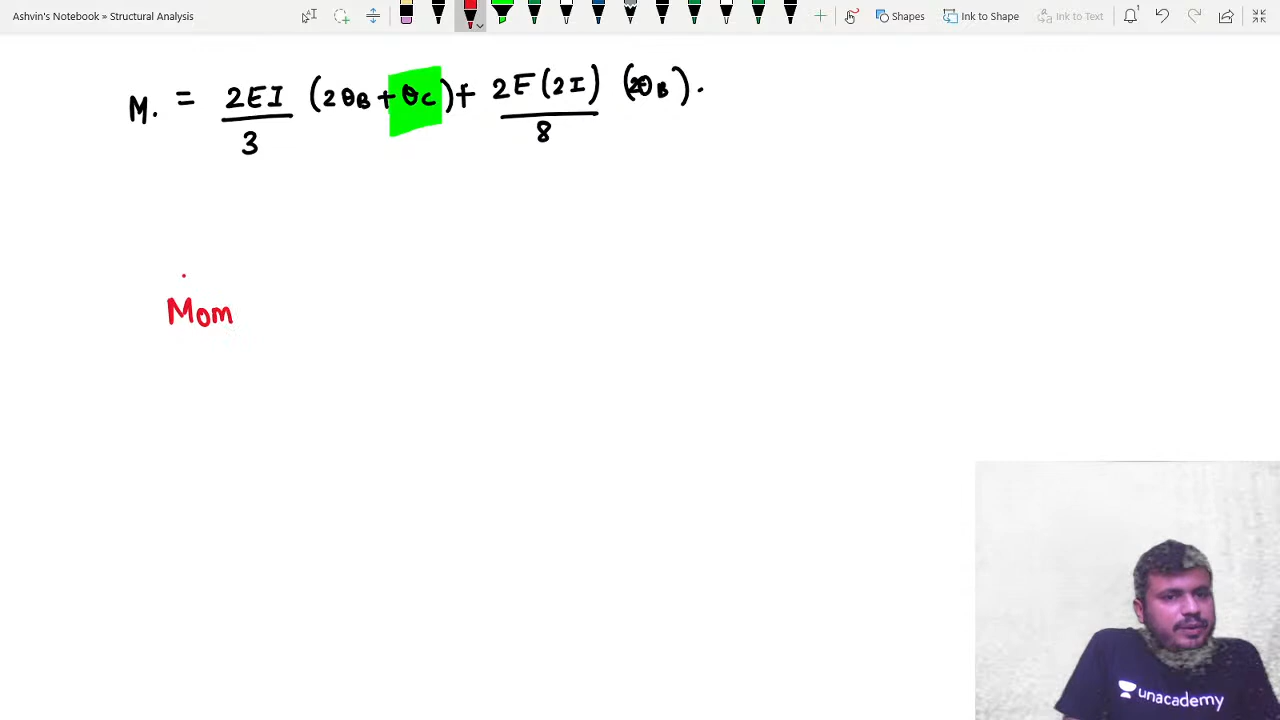 Ashvin's Notebook » Structural Analysis
Shapes
Ink to Shape
Ink to Text
M. = 2EI/3 (2θB + θC) + 2E(2I)/8 (2θB).
Mom
unacademy